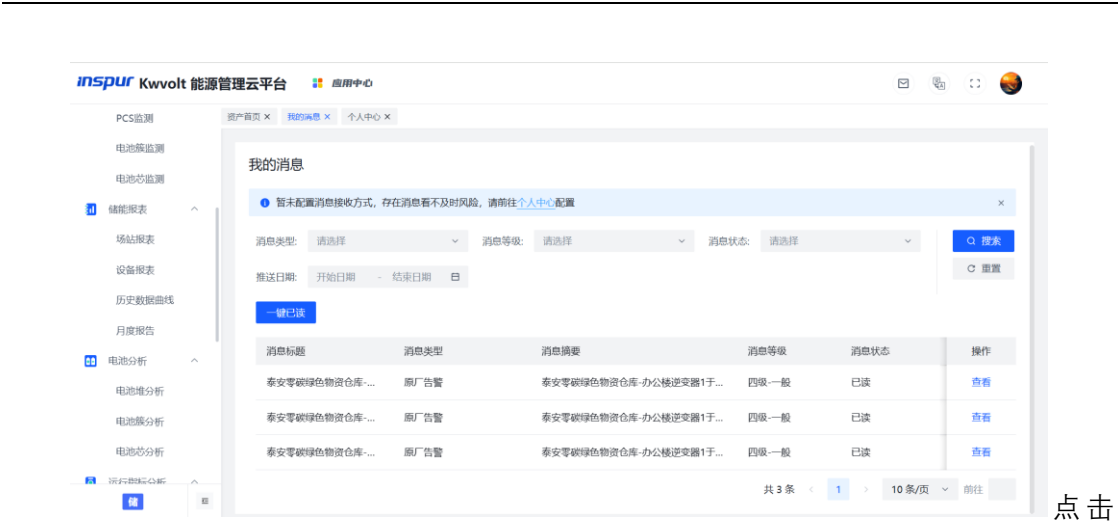 inspur Kwvolt 能源管理云平台 应用中心
PCS监测
电池簇监测
电池芯监测
储能报表
场站报表
设备报表
历史数据曲线
月度报告
电池分析
电池堆分析
电池簇分析
电池芯分析
运行指标分析
储
资产首页 × 我的消息 × 个人中心 ×
我的消息
暂未配置消息接收方式，存在消息看不及时风险，请前往个人中心配置 ×
消息类型: 请选择 消息等级: 请选择 消息状态: 请选择 搜索
推送日期: 开始日期 - 结束日期 重置
一键已读
消息标题 消息类型 消息摘要 消息等级 消息状态 操作
泰安零碳绿色物资仓库-... 原厂告警 泰安零碳绿色物资仓库-办公楼逆变器1于... 四级-一般 已读 查看
泰安零碳绿色物资仓库-... 原厂告警 泰安零碳绿色物资仓库-办公楼逆变器1于... 四级-一般 已读 查看
泰安零碳绿色物资仓库-... 原厂告警 泰安零碳绿色物资仓库-办公楼逆变器1于... 四级-一般 已读 查看
共 3 条 < 1 > 10 条/页 前往
点击